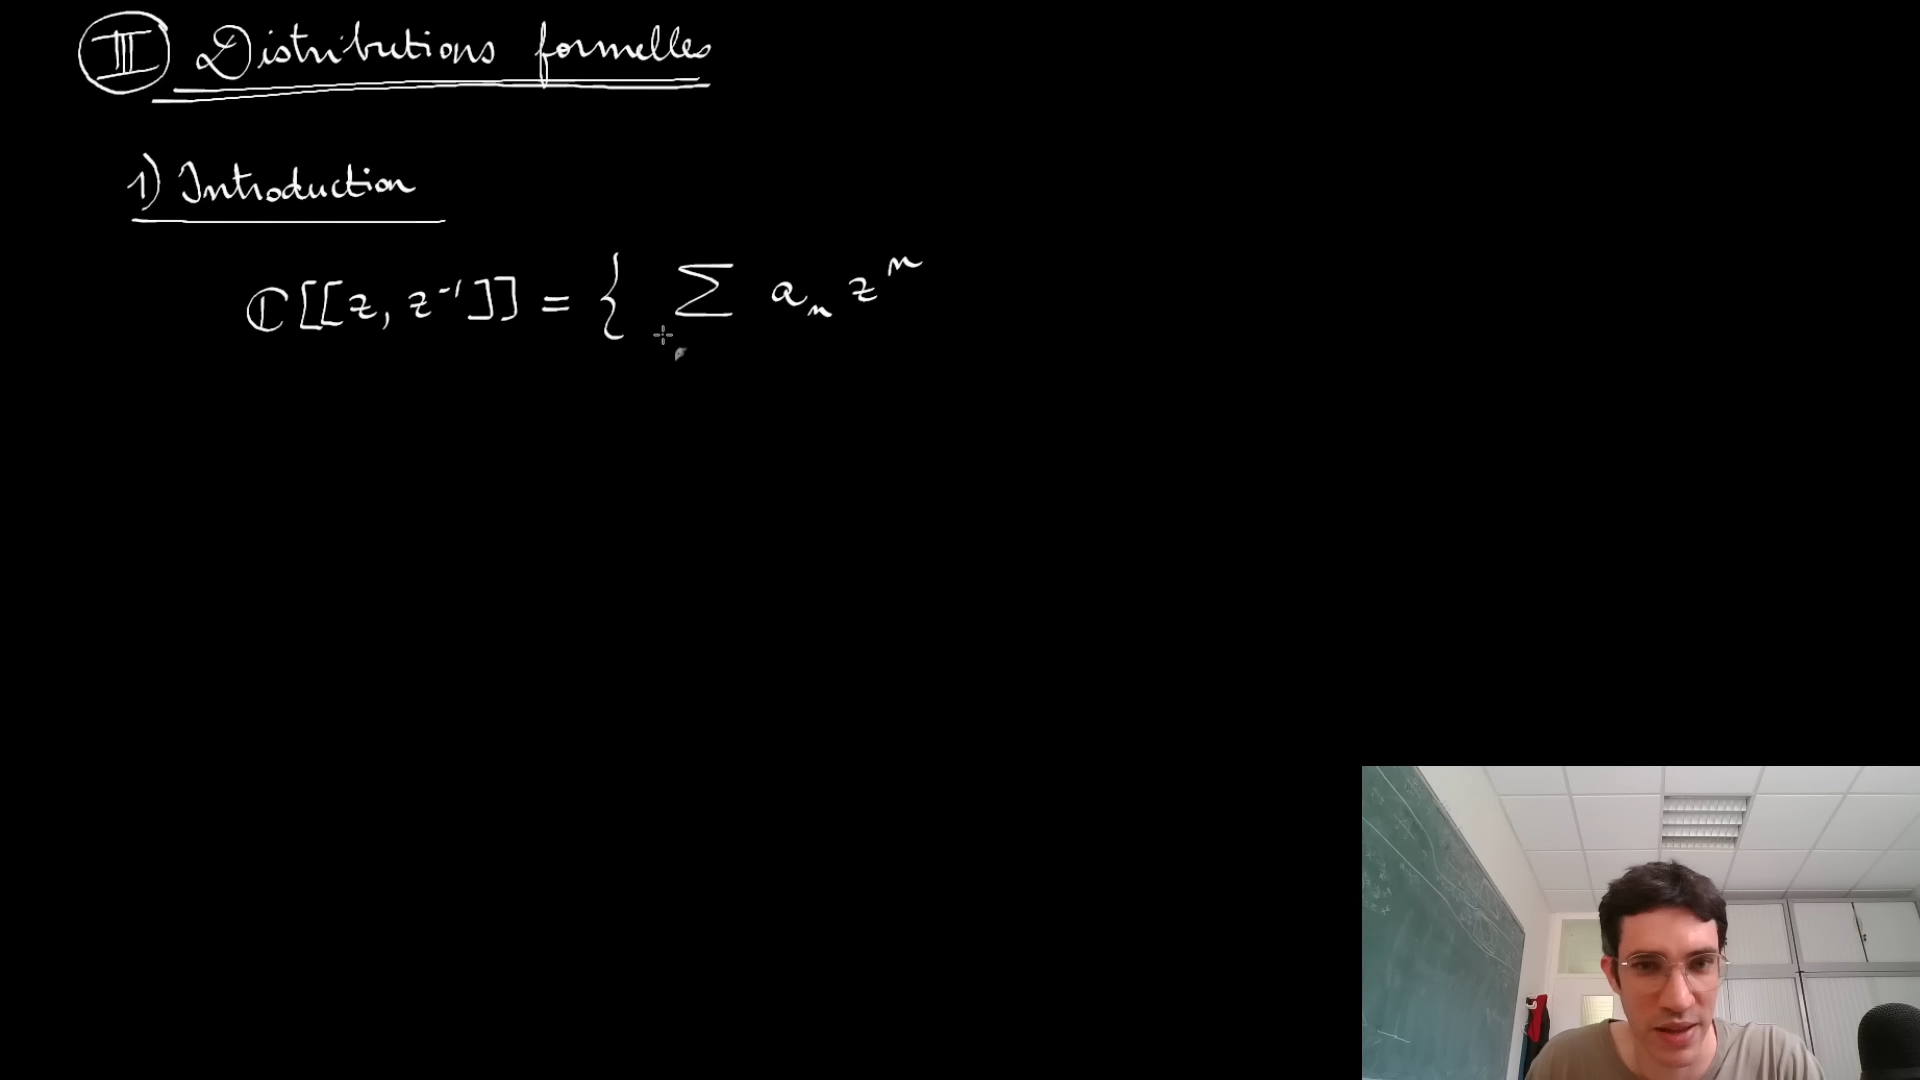 III Distributions formelles
1) Introduction
ℂ[[z, z⁻¹]] = { ∑ aₙ zⁿ